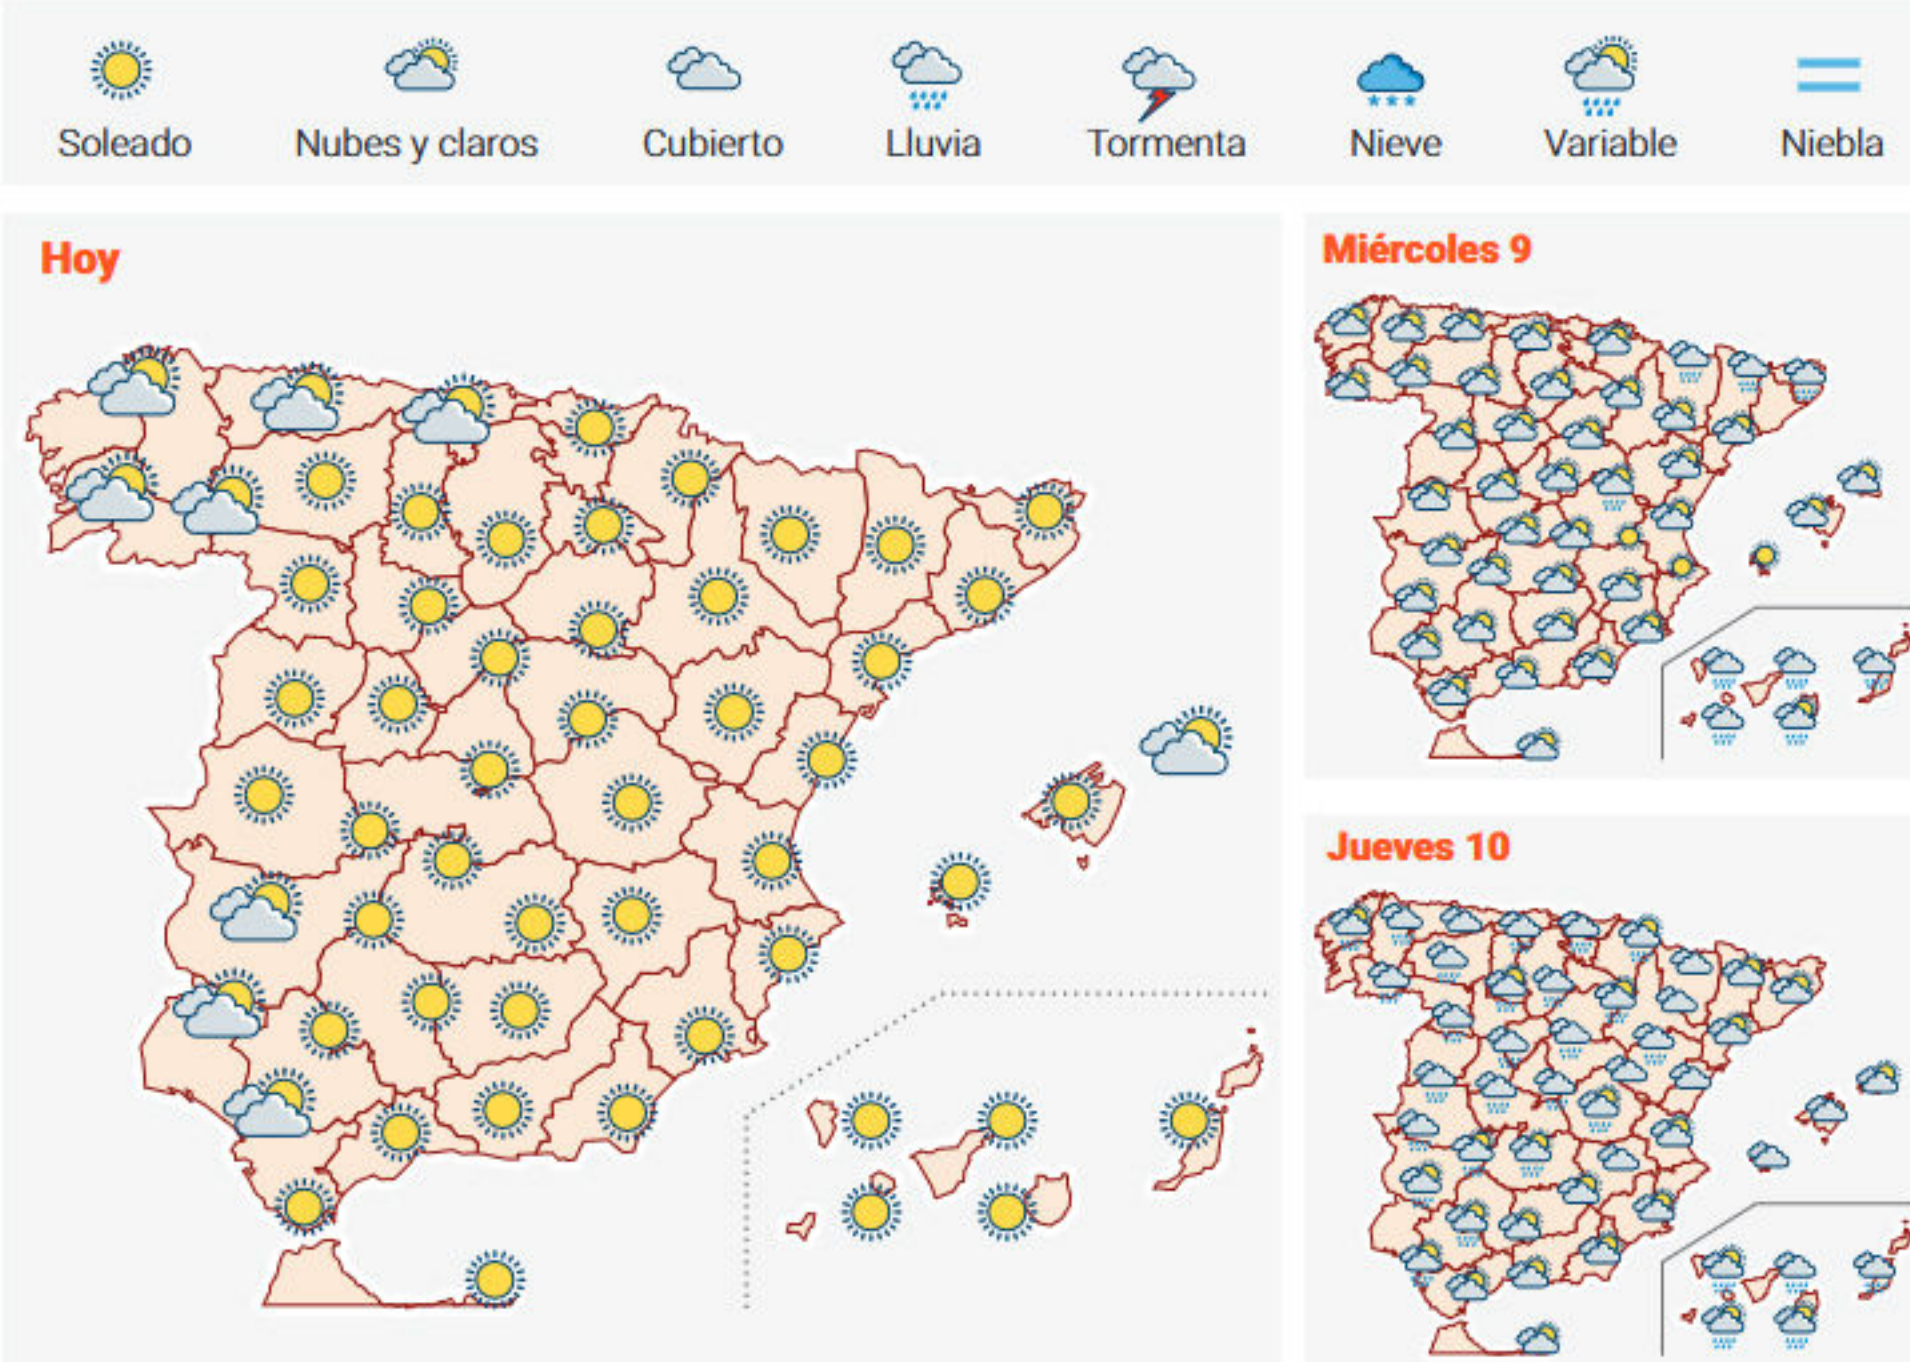 Soleado
Nubes y claros
Cubierto
Lluvia
Tormenta
Nieve
Variable
Niebla
Hoy
Miércoles 9
Jueves 10